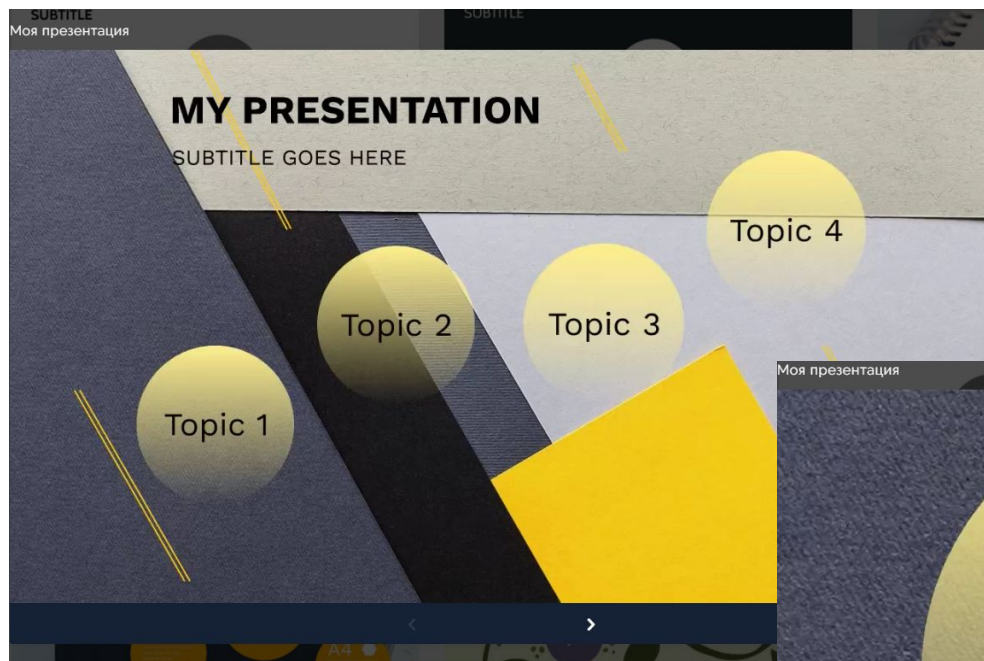 SUBTITLE
SUBTITLE
Моя презентация
MY PRESENTATION
SUBTITLE GOES HERE
Topic 4
Topic 2
Topic 3
Topic 1
Моя презентация
A4